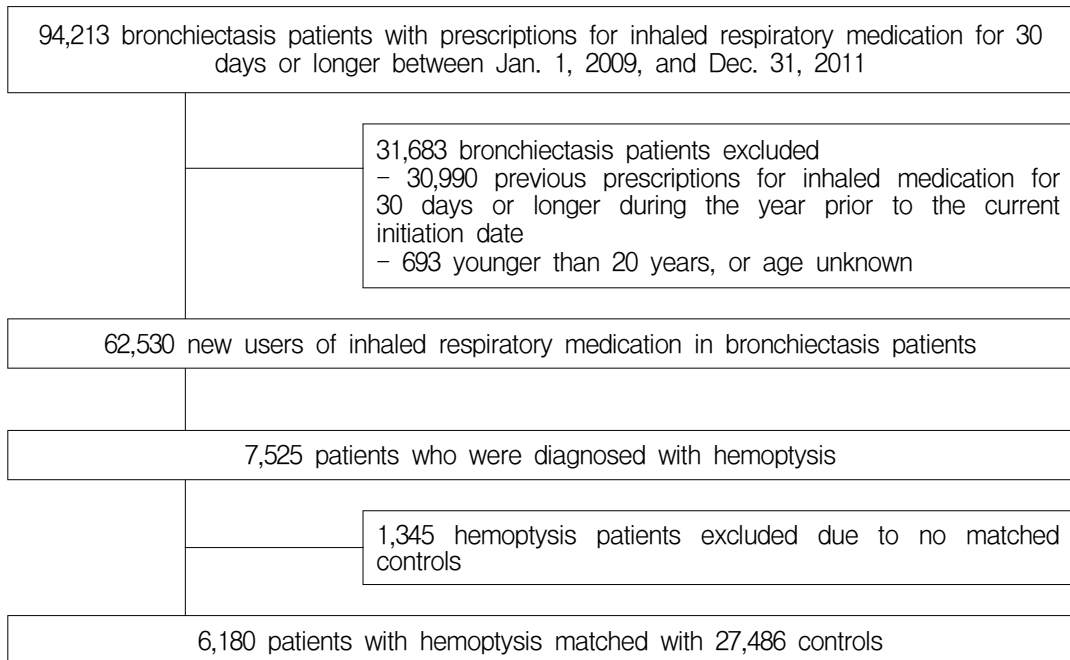 94,213 bronchiectasis patients with prescriptions for inhaled respiratory medication for 30
days or longer between Jan. 1, 2009, and Dec. 31, 2011
31,683 bronchiectasis patients excluded
– 30,990 previous prescriptions for inhaled medication for
30 days or longer during the year prior to the current
initiation date
– 693 younger than 20 years, or age unknown
62,530 new users of inhaled respiratory medication in bronchiectasis patients
7,525 patients who were diagnosed with hemoptysis
1,345 hemoptysis patients excluded due to no matched
controls
6,180 patients with hemoptysis matched with 27,486 controls